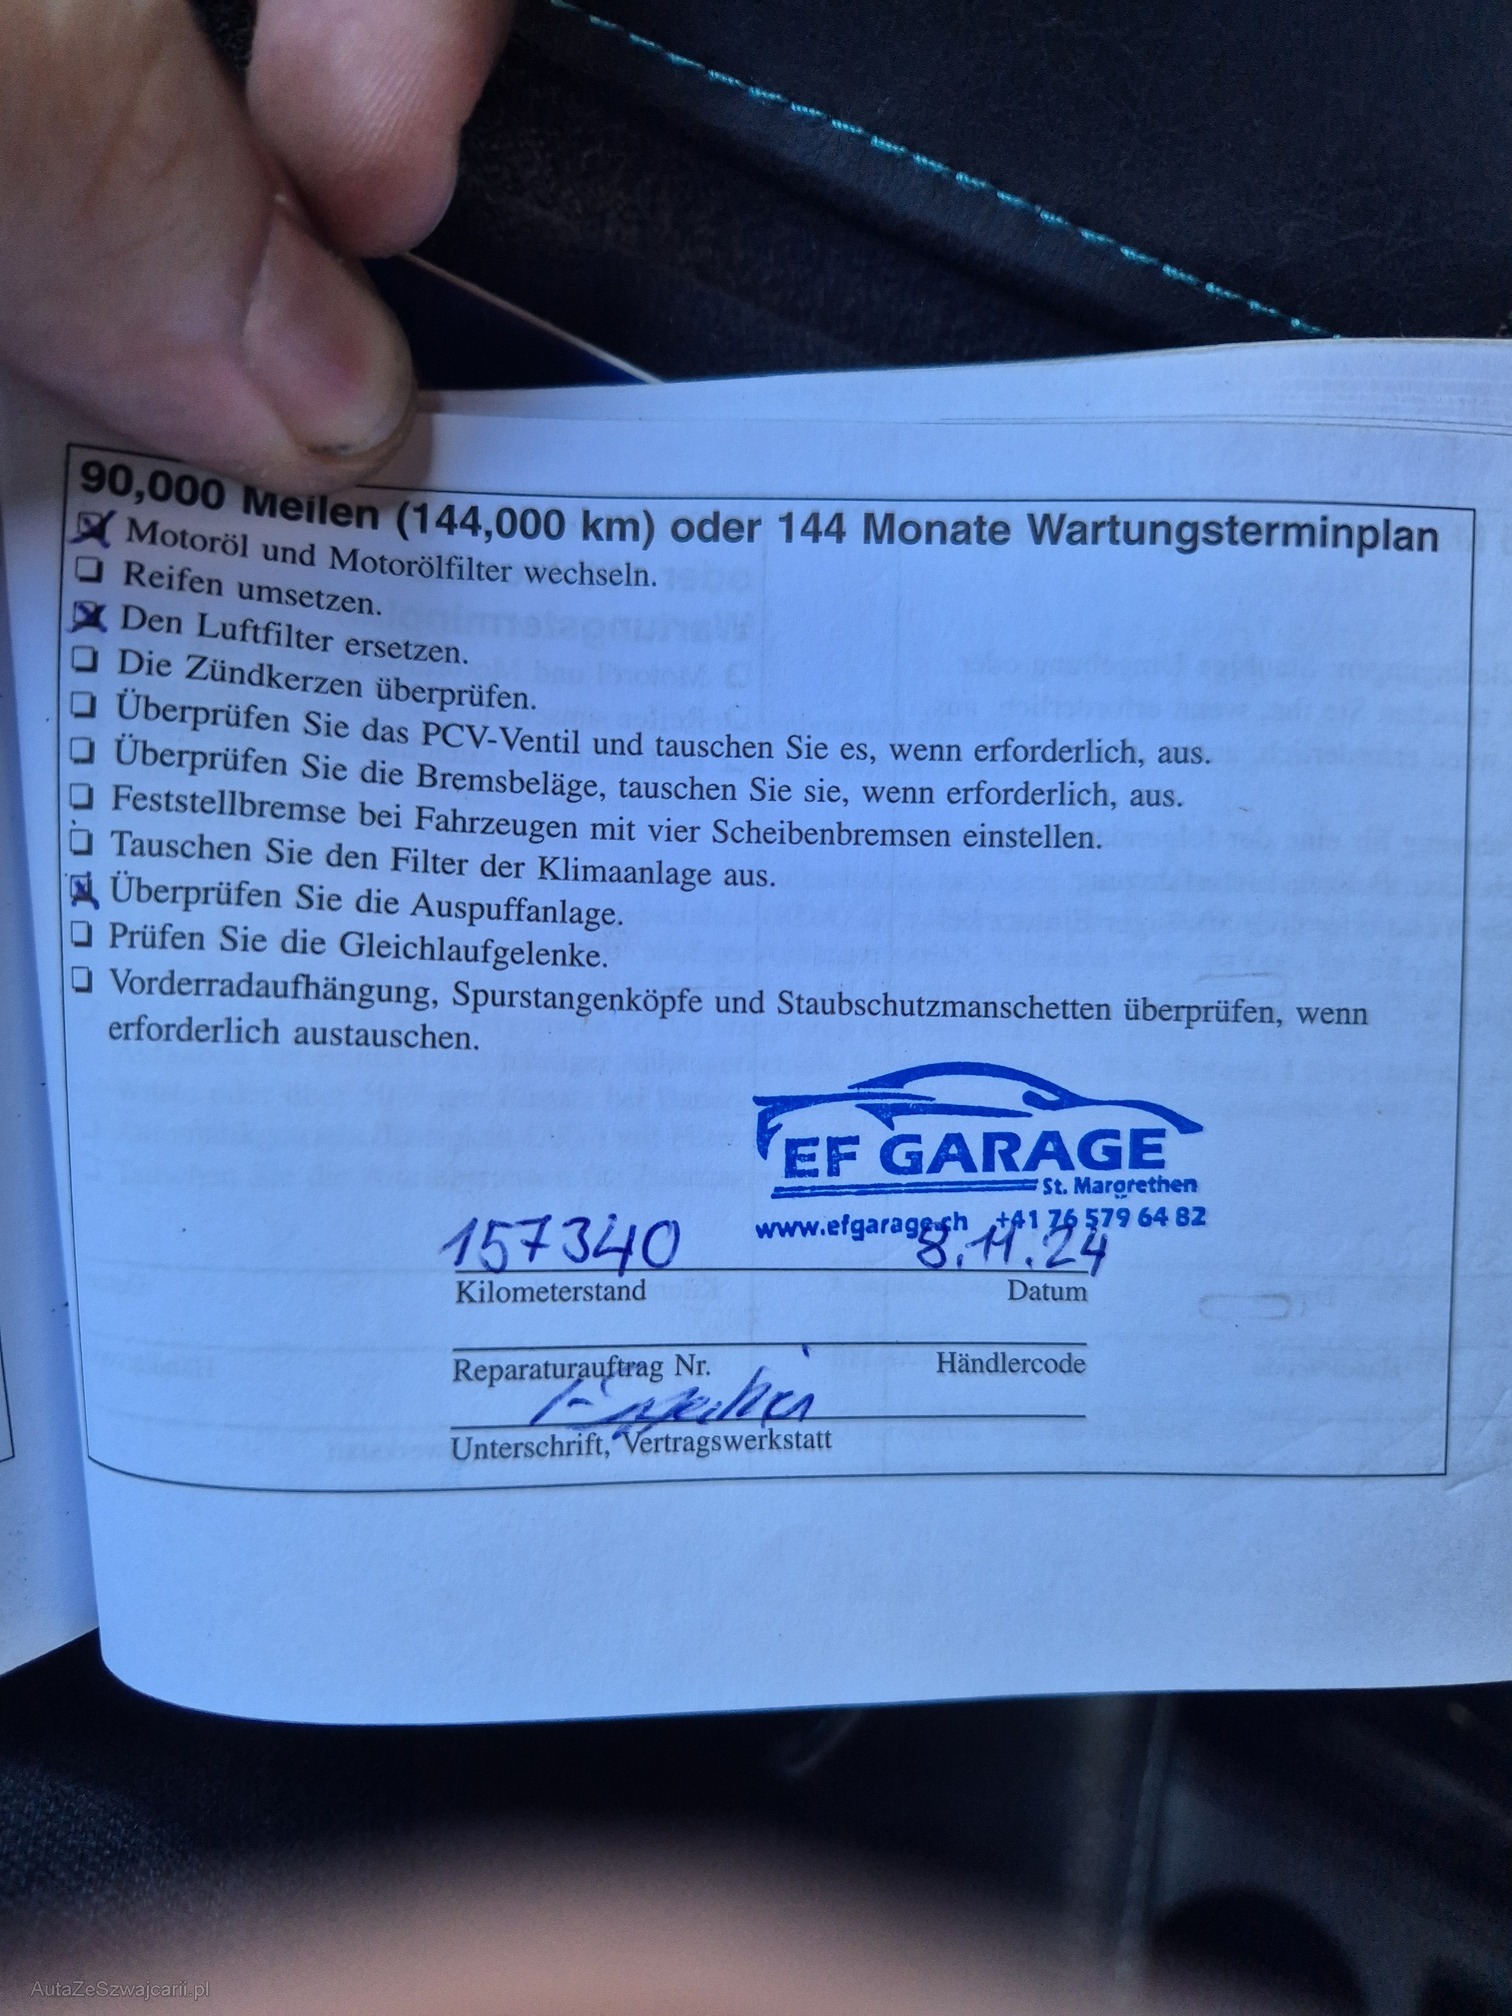 90,000 Meilen (144,000 km) oder 144 Monate Wartungsterminplan
Motoröl und Motorölfilter wechseln.
Reifen umsetzen.
Den Luftfilter ersetzen.
Die Zündkerzen überprüfen.
Überprüfen Sie das PCV-Ventil und tauschen Sie es, wenn erforderlich, aus.
Überprüfen Sie die Bremsbeläge, tauschen Sie sie, wenn erforderlich, aus.
Feststellbremse bei Fahrzeugen mit vier Scheibenbremsen einstellen.
Tauschen Sie den Filter der Klimaanlage aus.
Überprüfen Sie die Auspuffanlage.
Prüfen Sie die Gleichlaufgelenke.
Vorderradaufhängung, Spurstangenköpfe und Staubschutzmanschetten überprüfen, wenn
erforderlich austauschen.
EF GARAGE
St. Margrethen
www.efgarage.ch +41 76 579 64 82
157340 8.11.24
Kilometerstand Datum
Reparaturauftrag Nr. Händlercode
Unterschrift, Vertragswerkstatt
AutaZeSzwajcarii.pl